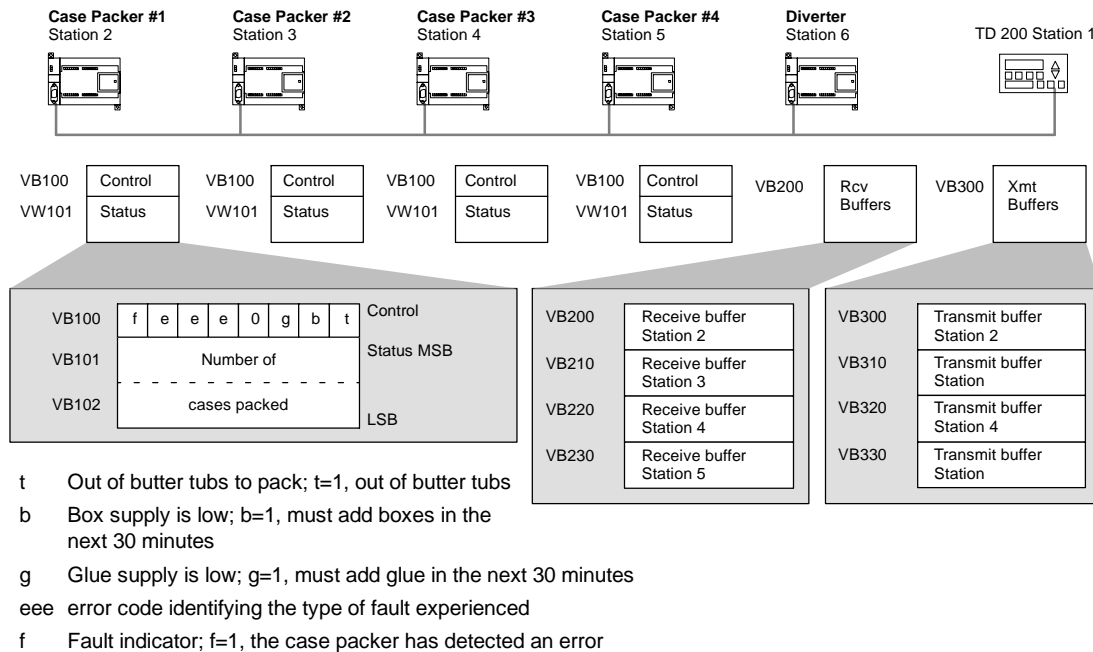 Case Packer #1
Station 2
Case Packer #2
Station 3
Case Packer #3
Station 4
Case Packer #4
Station 5
Diverter
Station 6
TD 200 Station 1
VB100 Control
VW101 Status
VB100 Control
VW101 Status
VB100 Control
VW101 Status
VB100 Control
VW101 Status
VB200 Rcv
Buffers
VB300 Xmt
Buffers
VB100 f e e e 0 g b t Control
VB101 Number of Status MSB
VB102 cases packed
LSB
VB200 Receive buffer
Station 2
VB210 Receive buffer
Station 3
VB220 Receive buffer
Station 4
VB230 Receive buffer
Station 5
VB300 Transmit buffer
Station 2
VB310 Transmit buffer
Station
VB320 Transmit buffer
Station 4
VB330 Transmit buffer
Station
t Out of butter tubs to pack; t=1, out of butter tubs
b Box supply is low; b=1, must add boxes in the
next 30 minutes
g Glue supply is low; g=1, must add glue in the next 30 minutes
eee error code identifying the type of fault experienced
f Fault indicator; f=1, the case packer has detected an error